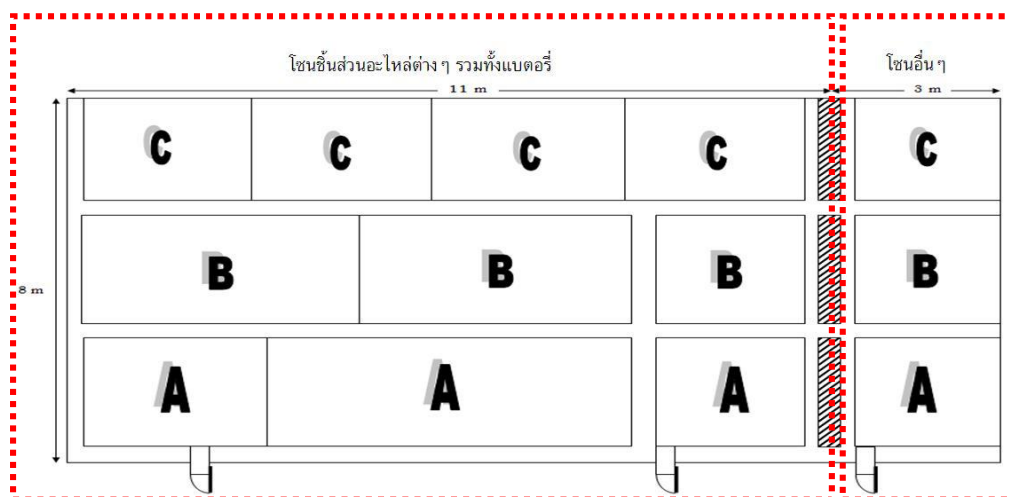 โซนชิ้นส่วนอะไหล่ต่าง ๆ รวมทั้งแบตอรี่
โซนอื่น ๆ
11 m
3 m
C C C C C
B B B B
8 m
A A A A